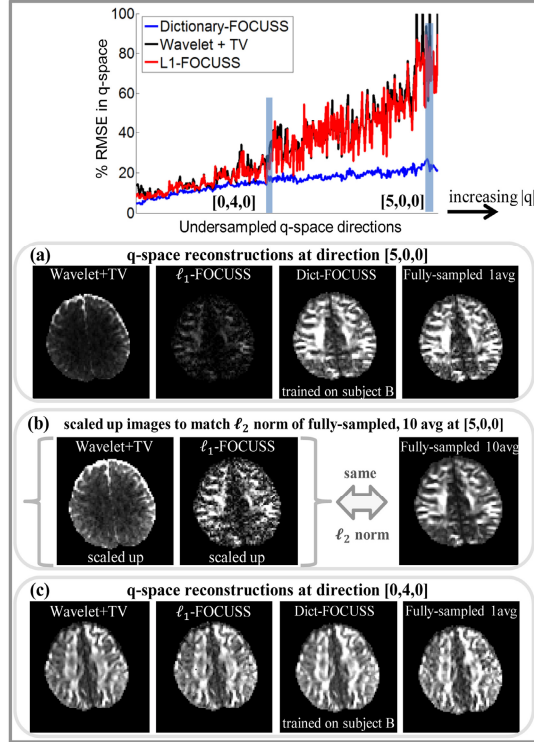 100
80
60
40
20
0
% RMSE in q-space
Dictionary-FOCUSS
Wavelet + TV
L1-FOCUSS
[0,4,0]
[5,0,0]
Undersampled q-space directions
increasing |q|
(a) q-space reconstructions at direction [5,0,0]
Wavelet+TV
ℓ₁-FOCUSS
Dict-FOCUSS
Fully-sampled 1avg
trained on subject B
(b) scaled up images to match ℓ₂ norm of fully-sampled, 10 avg at [5,0,0]
Wavelet+TV
ℓ₁-FOCUSS
Fully-sampled 10avg
same
ℓ₂ norm
scaled up
scaled up
(c) q-space reconstructions at direction [0,4,0]
Wavelet+TV
ℓ₁-FOCUSS
Dict-FOCUSS
Fully-sampled 1avg
trained on subject B